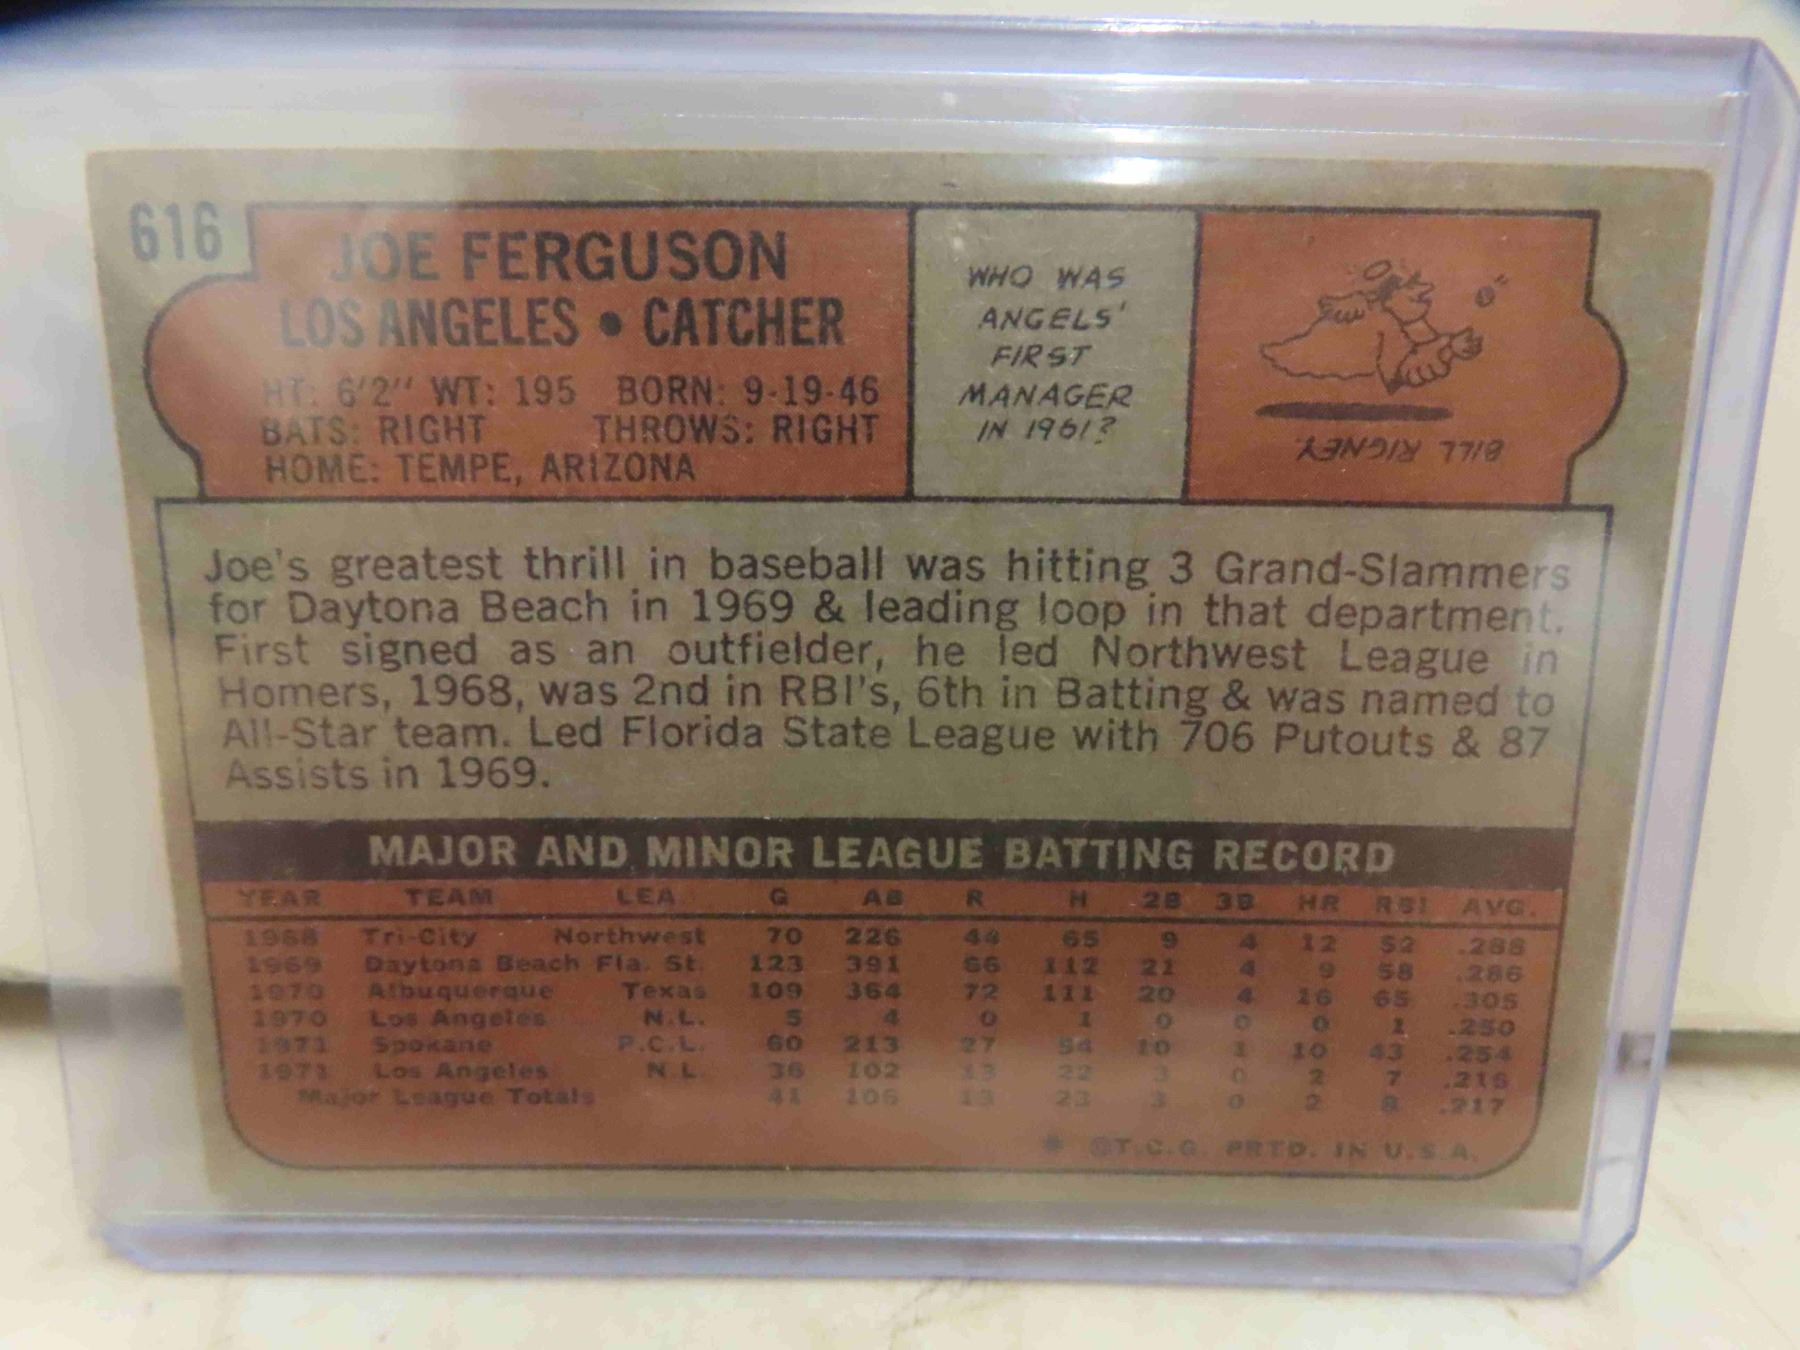 616
JOE FERGUSON
LOS ANGELES • CATCHER
HT: 6'2" WT: 195 BORN: 9-19-46
BATS: RIGHT THROWS: RIGHT
HOME: TEMPE, ARIZONA
WHO WAS
ANGELS'
FIRST
MANAGER
IN 1961?
BILL RIGNEY.
Joe's greatest thrill in baseball was hitting 3 Grand-Slammers
for Daytona Beach in 1969 & leading loop in that department.
First signed as an outfielder, he led Northwest League in
Homers, 1968, was 2nd in RBI's, 6th in Batting & was named to
All-Star team. Led Florida State League with 706 Putouts & 87
Assists in 1969.
MAJOR AND MINOR LEAGUE BATTING RECORD
YEAR TEAM LEA G AB R H 2B 3B HR RBI AVG.
1968 Tri-City Northwest 70 226 44 65 9 4 12 52 .288
1969 Daytona Beach Fla. St. 123 391 66 112 21 4 9 58 .286
1970 Albuquerque Texas 109 364 72 111 20 4 16 65 .305
1970 Los Angeles N.L. 5 4 0 1 0 0 0 1 .250
1971 Spokane P.C.L. 60 213 27 54 10 1 10 43 .254
1971 Los Angeles N.L. 36 102 13 22 3 0 2 7 .216
Major League Totals 41 106 13 23 3 0 2 8 .217
* ©T.C.G. PRTD. IN U.S.A.